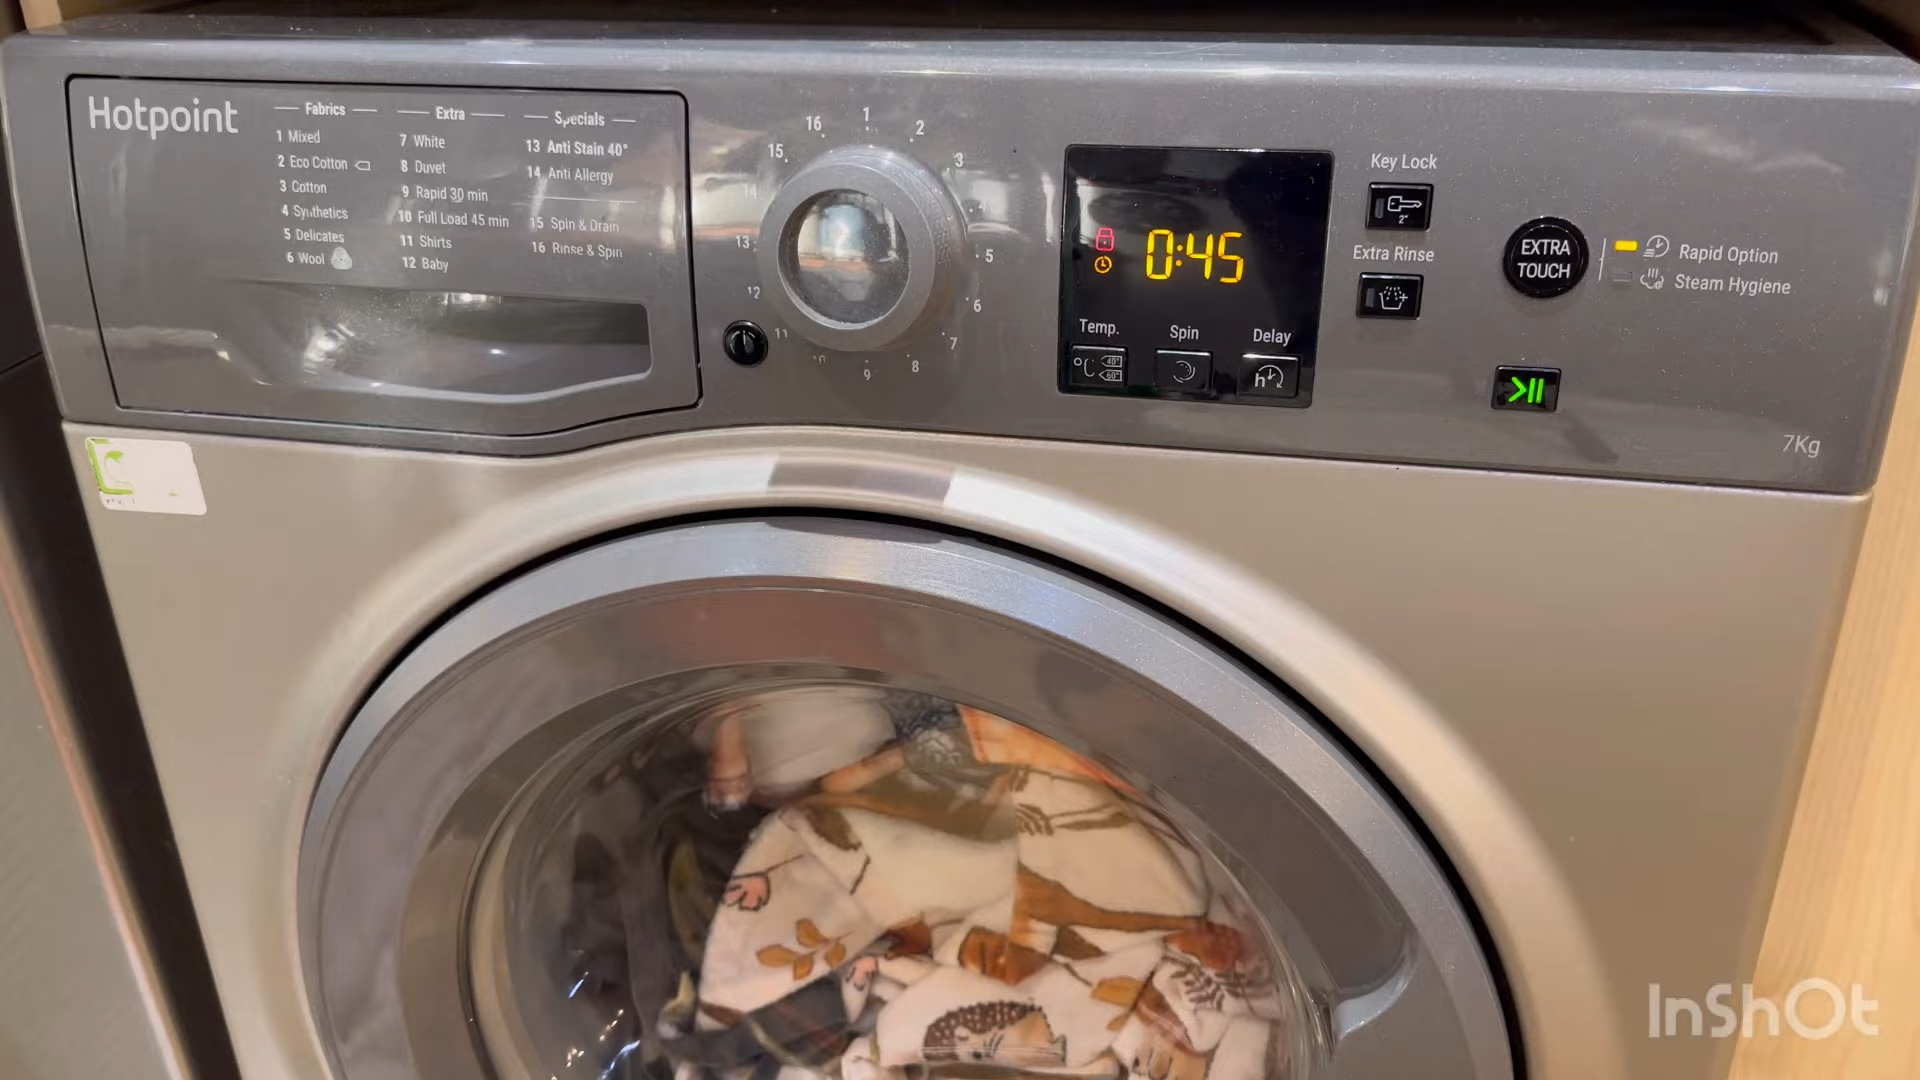 Hotpoint
Fabrics
1 Mixed
2 Eco Cotton
3 Cotton
4 Synthetics
5 Delicates
6 Wool
Extra
7 White
8 Duvet
9 Rapid 30 min
10 Full Load 45 min
11 Shirts
12 Baby
Specials
13 Anti Stain 40°
14 Anti Allergy
15 Spin & Drain
16 Rinse & Spin
1
2
3
4
5
6
7
8
9
11
12
13
14
15
16
0:45
Temp.
°C 40° 60°
Spin
Delay
h
Key Lock
2"
Extra Rinse
EXTRA
TOUCH
Rapid Option
Steam Hygiene
7Kg
InShOt